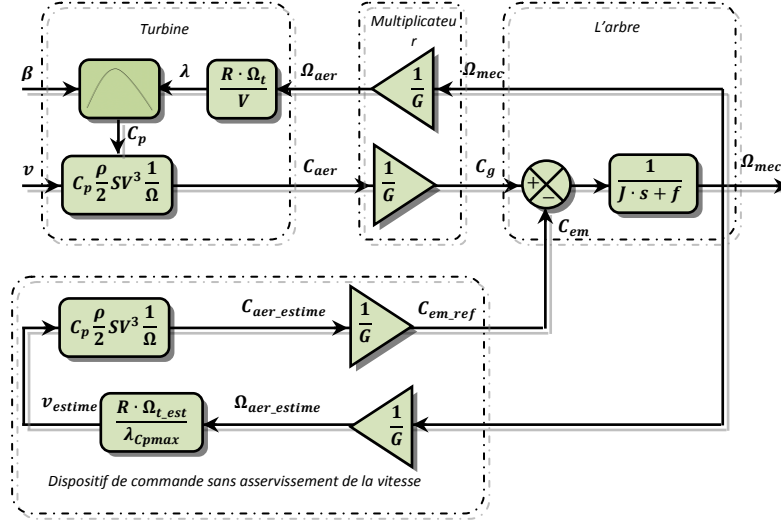 Turbine
Multiplicateu
r
L'arbre
β
λ
R · Ω_t / V
Ω_aer
1/G
Ω_mec
C_p
v
C_p ρ/2 SV³ 1/Ω
C_aer
1/G
C_g
+
−
1 / J · s + f
Ω_mec
C_em
C_p ρ/2 SV³ 1/Ω
C_aer_estime
1/G
C_em_ref
v_estime
R · Ω_t_est / λ_Cpmax
Ω_aer_estime
1/G
Dispositif de commande sans asservissement de la vitesse